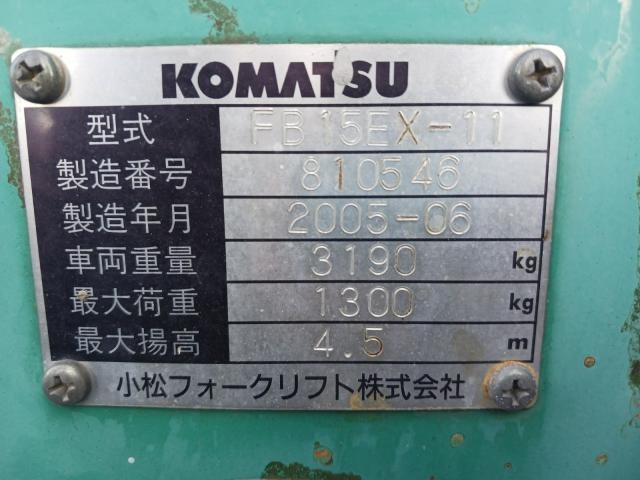 KOMATSU
型式 FB15EX-11
製造番号 810546
製造年月 2005-06
車両重量 3190 kg
最大荷重 1300 kg
最大揚高 4.5 m
小松フォークリフト株式会社